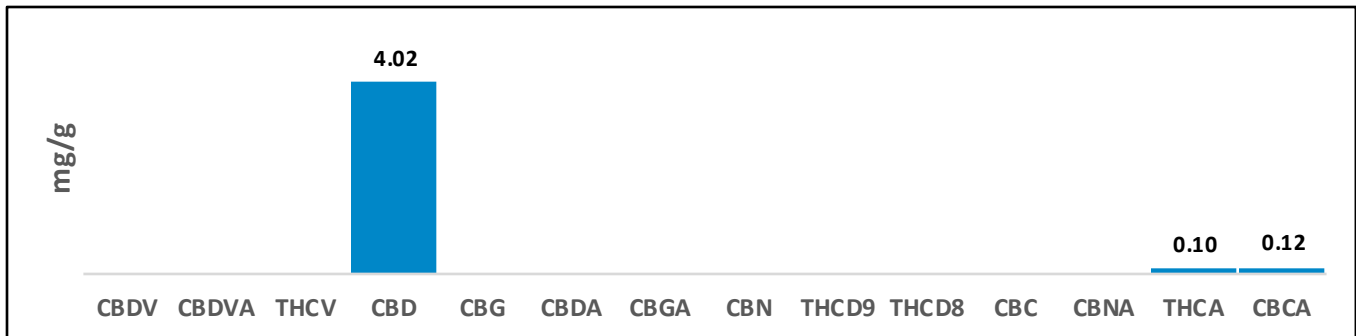 4.02
mg/g
0.10 0.12
CBDV CBDVA THCV CBD CBG CBDA CBGA CBN THCD9 THCD8 CBC CBNA THCA CBCA